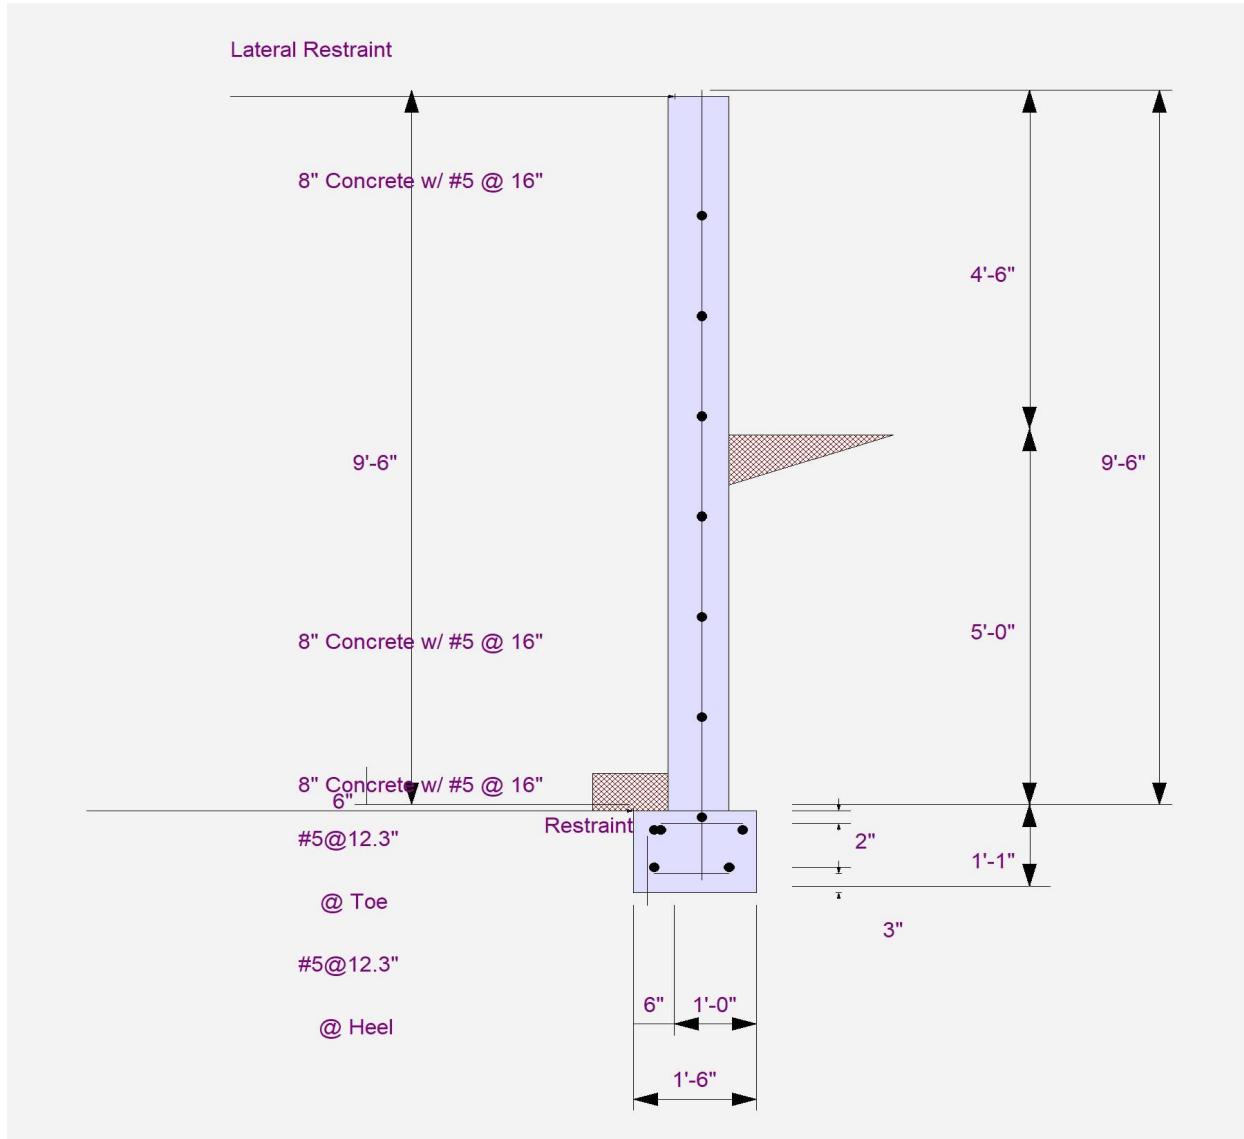 Lateral Restraint
8" Concrete w/ #5 @ 16"
4'-6"
9'-6"
9'-6"
5'-0"
8" Concrete w/ #5 @ 16"
8" Concrete w/ #5 @ 16"
6"
Restraint
#5@12.3"
2"
1'-1"
@ Toe
3"
#5@12.3"
6"
1'-0"
@ Heel
1'-6"